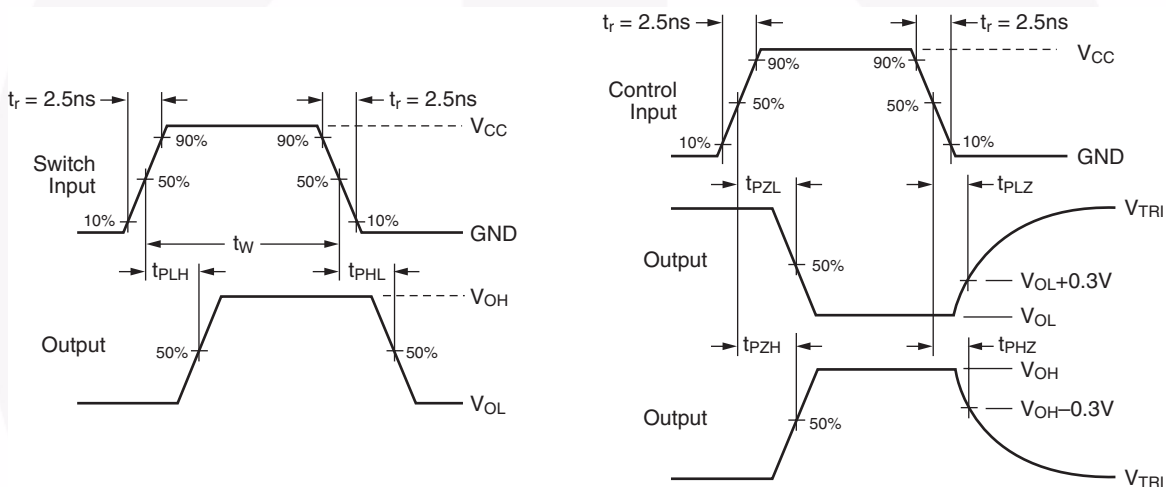 tr = 2.5ns
tr = 2.5ns
VCC
90%
90%
Switch
Input
50%
50%
10%
10%
GND
tW
tPLH
tPHL
VOH
Output
50%
50%
VOL
tr = 2.5ns
tr = 2.5ns
VCC
90%
90%
Control
Input
50%
50%
10%
10%
GND
tPZL
tPLZ
VTRI
Output
50%
VOL+0.3V
VOL
tPZH
tPHZ
VOH
VOH–0.3V
Output
50%
VTRI